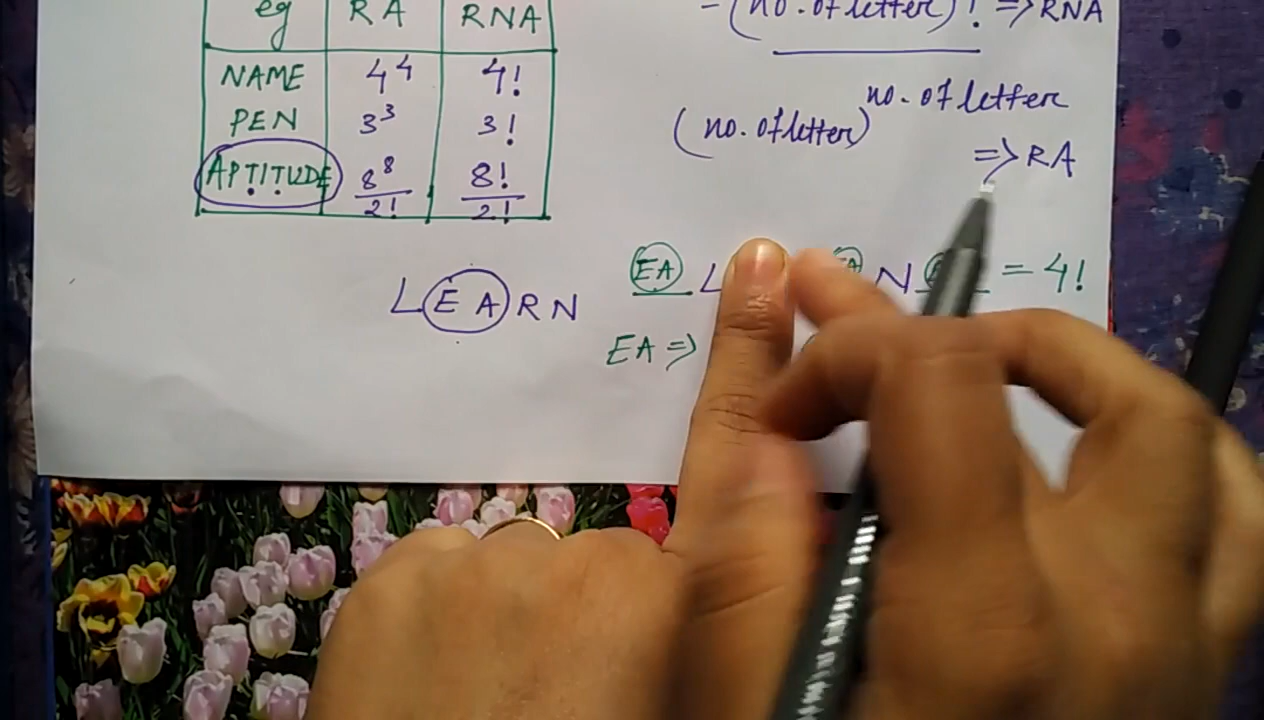 eg RA RNA
NAME 4⁴ 4!
PEN 3³ 3!
APTITUDE 8⁸/2! 8!/2!
- (no. of letter)! => RNA
(no. of letter) no. of letter
=> RA
LEARN
EA L N = 4!
EA =>